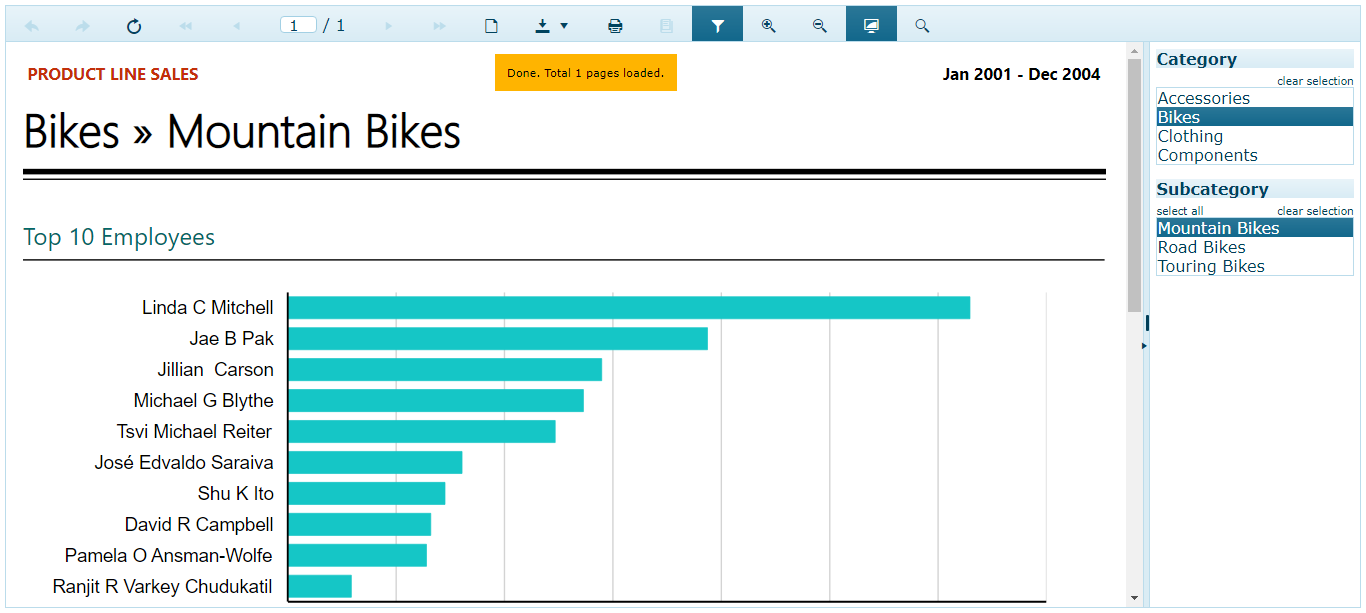 1 / 1
PRODUCT LINE SALES
Done. Total 1 pages loaded.
Jan 2001 - Dec 2004
Bikes » Mountain Bikes
Top 10 Employees
Linda C Mitchell
Jae B Pak
Jillian  Carson
Michael G Blythe
Tsvi Michael Reiter
José Edvaldo Saraiva
Shu K Ito
David R Campbell
Pamela O Ansman-Wolfe
Ranjit R Varkey Chudukatil
Category
clear selection
Accessories
Bikes
Clothing
Components
Subcategory
select all clear selection
Mountain Bikes
Road Bikes
Touring Bikes